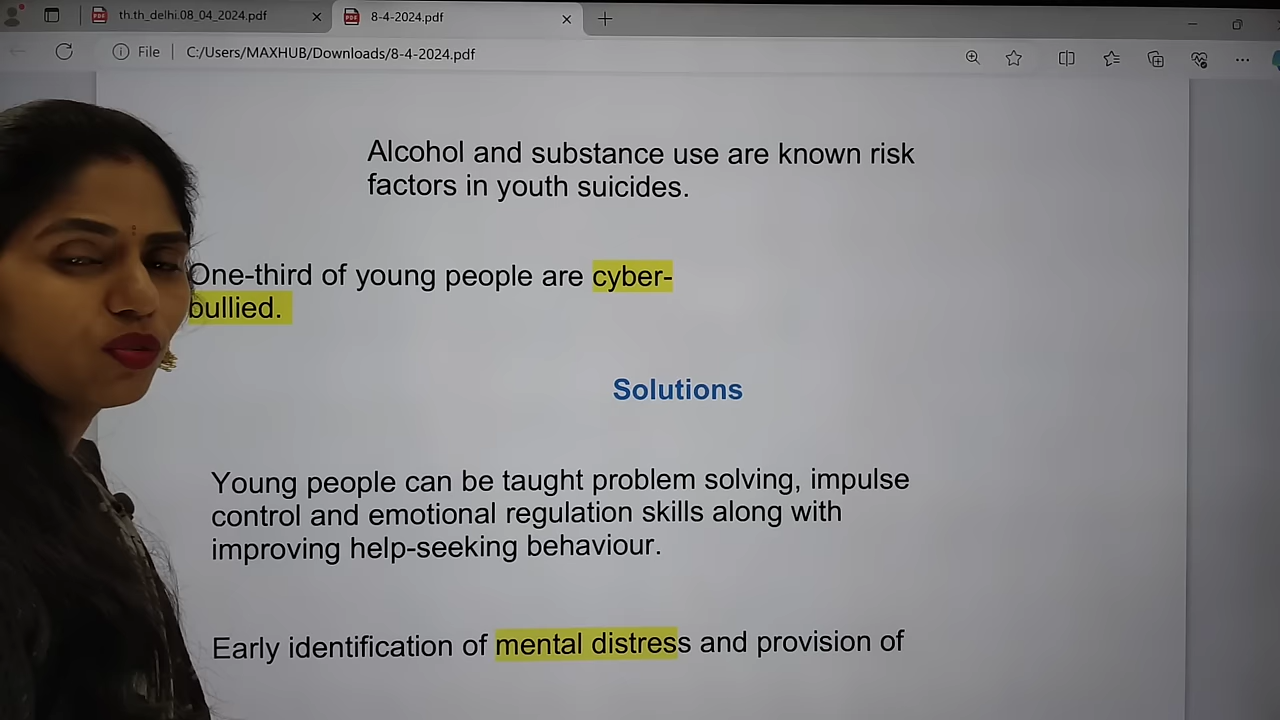 th.th_delhi.08_04_2024.pdf
8-4-2024.pdf
File
C:/Users/MAXHUB/Downloads/8-4-2024.pdf
Alcohol and substance use are known risk
factors in youth suicides.
One-third of young people are cyber-
bullied.
Solutions
Young people can be taught problem solving, impulse
control and emotional regulation skills along with
improving help-seeking behaviour.
Early identification of mental distress and provision of